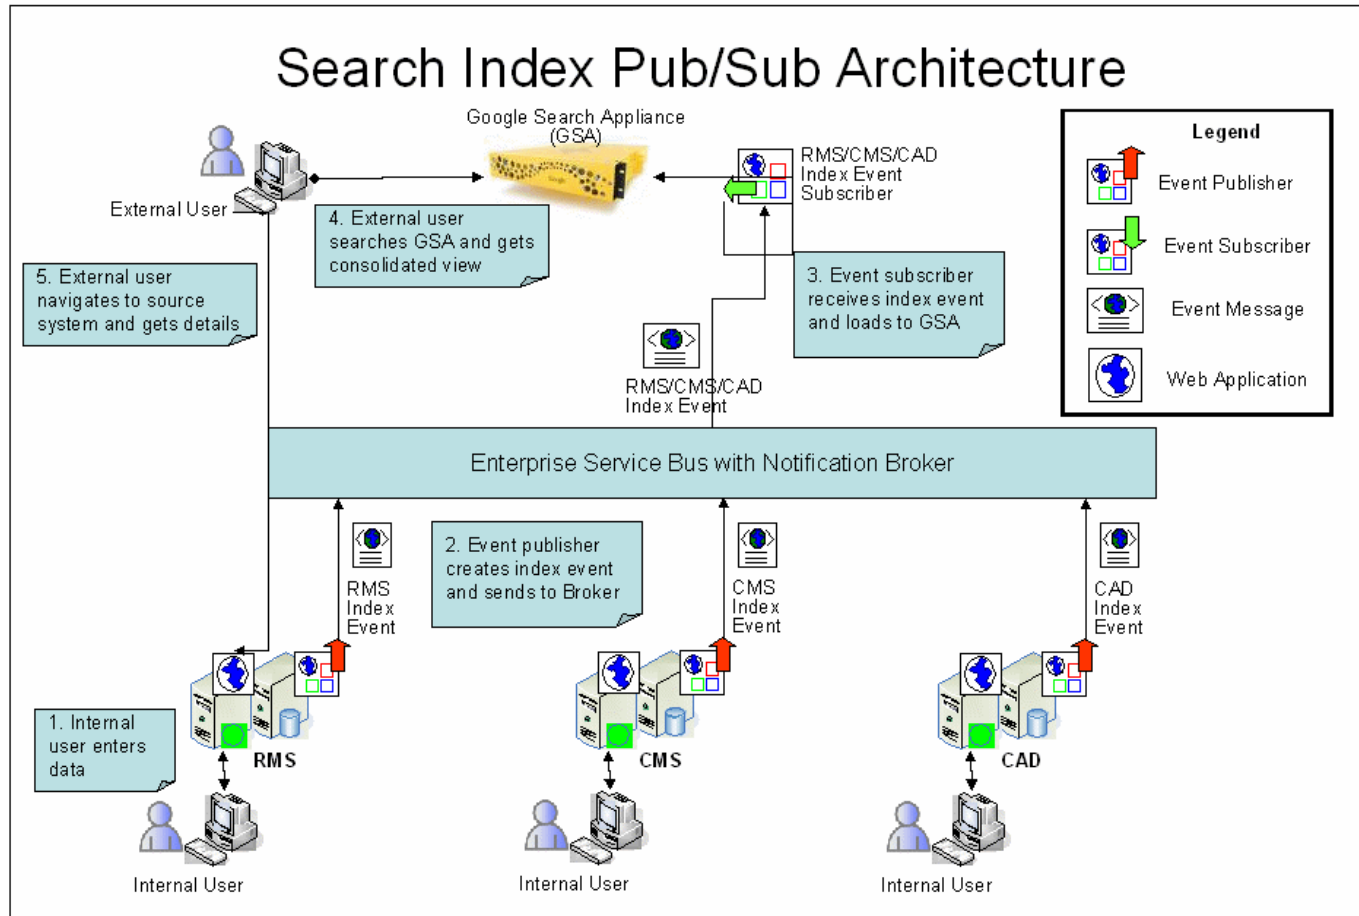 Search Index Pub/Sub Architecture
Google Search Appliance
(GSA)
External User
RMS/CMS/CAD
Index Event
Subscriber
Legend
Event Publisher
Event Subscriber
Event Message
Web Application
4. External user
searches GSA and gets
consolidated view
5. External user
navigates to source
system and gets details
3. Event subscriber
receives index event
and loads to GSA
RMS/CMS/CAD
Index Event
Enterprise Service Bus with Notification Broker
2. Event publisher
creates index event
and sends to Broker
RMS
Index
Event
CMS
Index
Event
CAD
Index
Event
1. Internal
user enters
data
RMS
CMS
CAD
Internal User
Internal User
Internal User